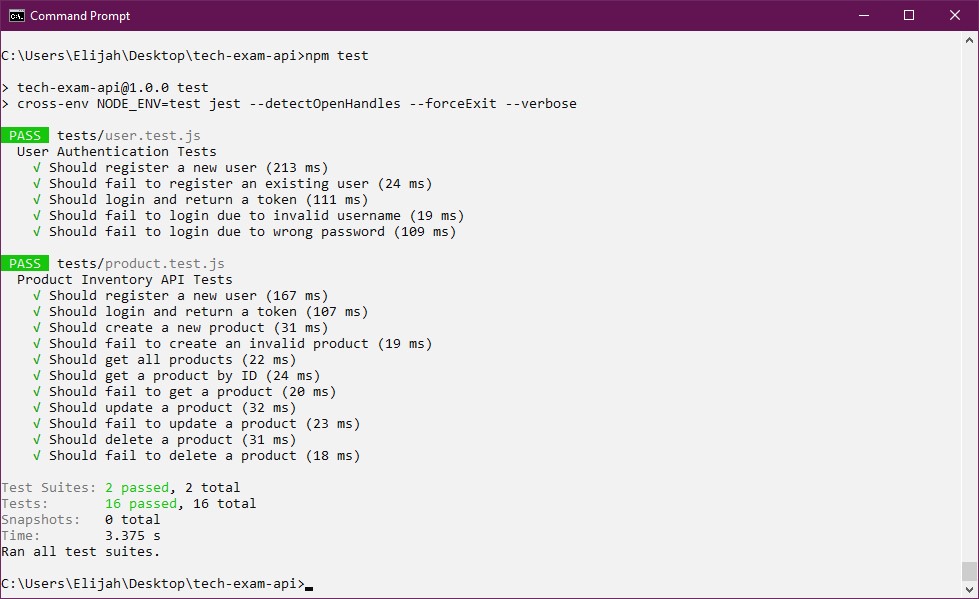 Command Prompt
C:\Users\Elijah\Desktop\tech-exam-api>npm test
> tech-exam-api@1.0.0 test
> cross-env NODE_ENV=test jest --detectOpenHandles --forceExit --verbose
PASS tests/user.test.js
User Authentication Tests
√ Should register a new user (213 ms)
√ Should fail to register an existing user (24 ms)
√ Should login and return a token (111 ms)
√ Should fail to login due to invalid username (19 ms)
√ Should fail to login due to wrong password (109 ms)
PASS tests/product.test.js
Product Inventory API Tests
√ Should register a new user (167 ms)
√ Should login and return a token (107 ms)
√ Should create a new product (31 ms)
√ Should fail to create an invalid product (19 ms)
√ Should get all products (22 ms)
√ Should get a product by ID (24 ms)
√ Should fail to get a product (20 ms)
√ Should update a product (32 ms)
√ Should fail to update a product (23 ms)
√ Should delete a product (31 ms)
√ Should fail to delete a product (18 ms)
Test Suites: 2 passed, 2 total
Tests: 16 passed, 16 total
Snapshots: 0 total
Time: 3.375 s
Ran all test suites.
C:\Users\Elijah\Desktop\tech-exam-api>